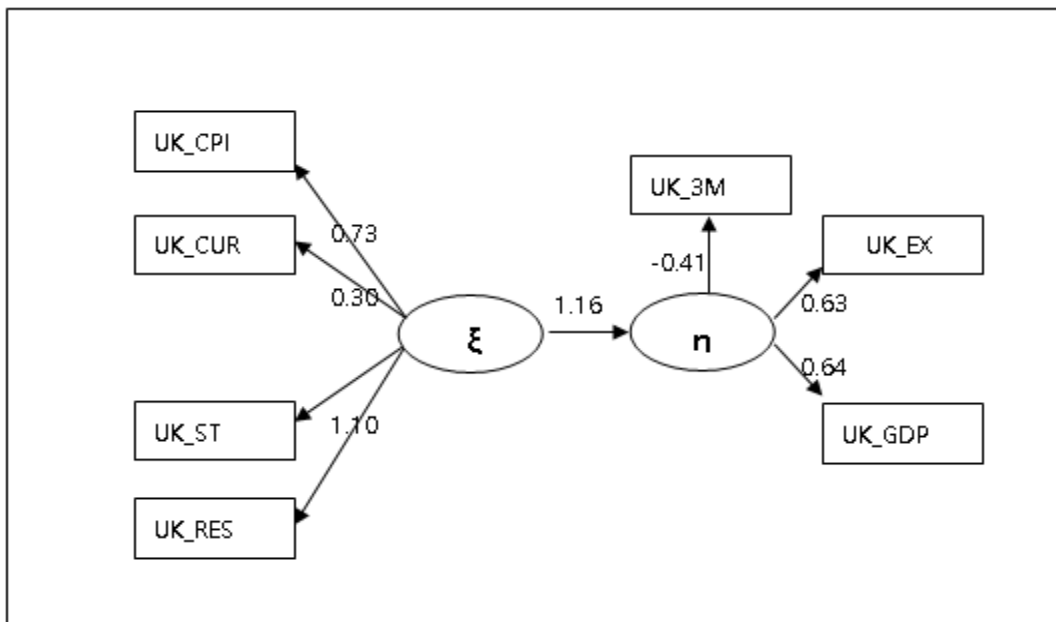 UK_CPI
UK_3M
UK_CUR
0.73
UK_EX
-0.41
0.30
1.16
0.63
ξ
η
0.64
UK_ST
1.10
UK_GDP
UK_RES